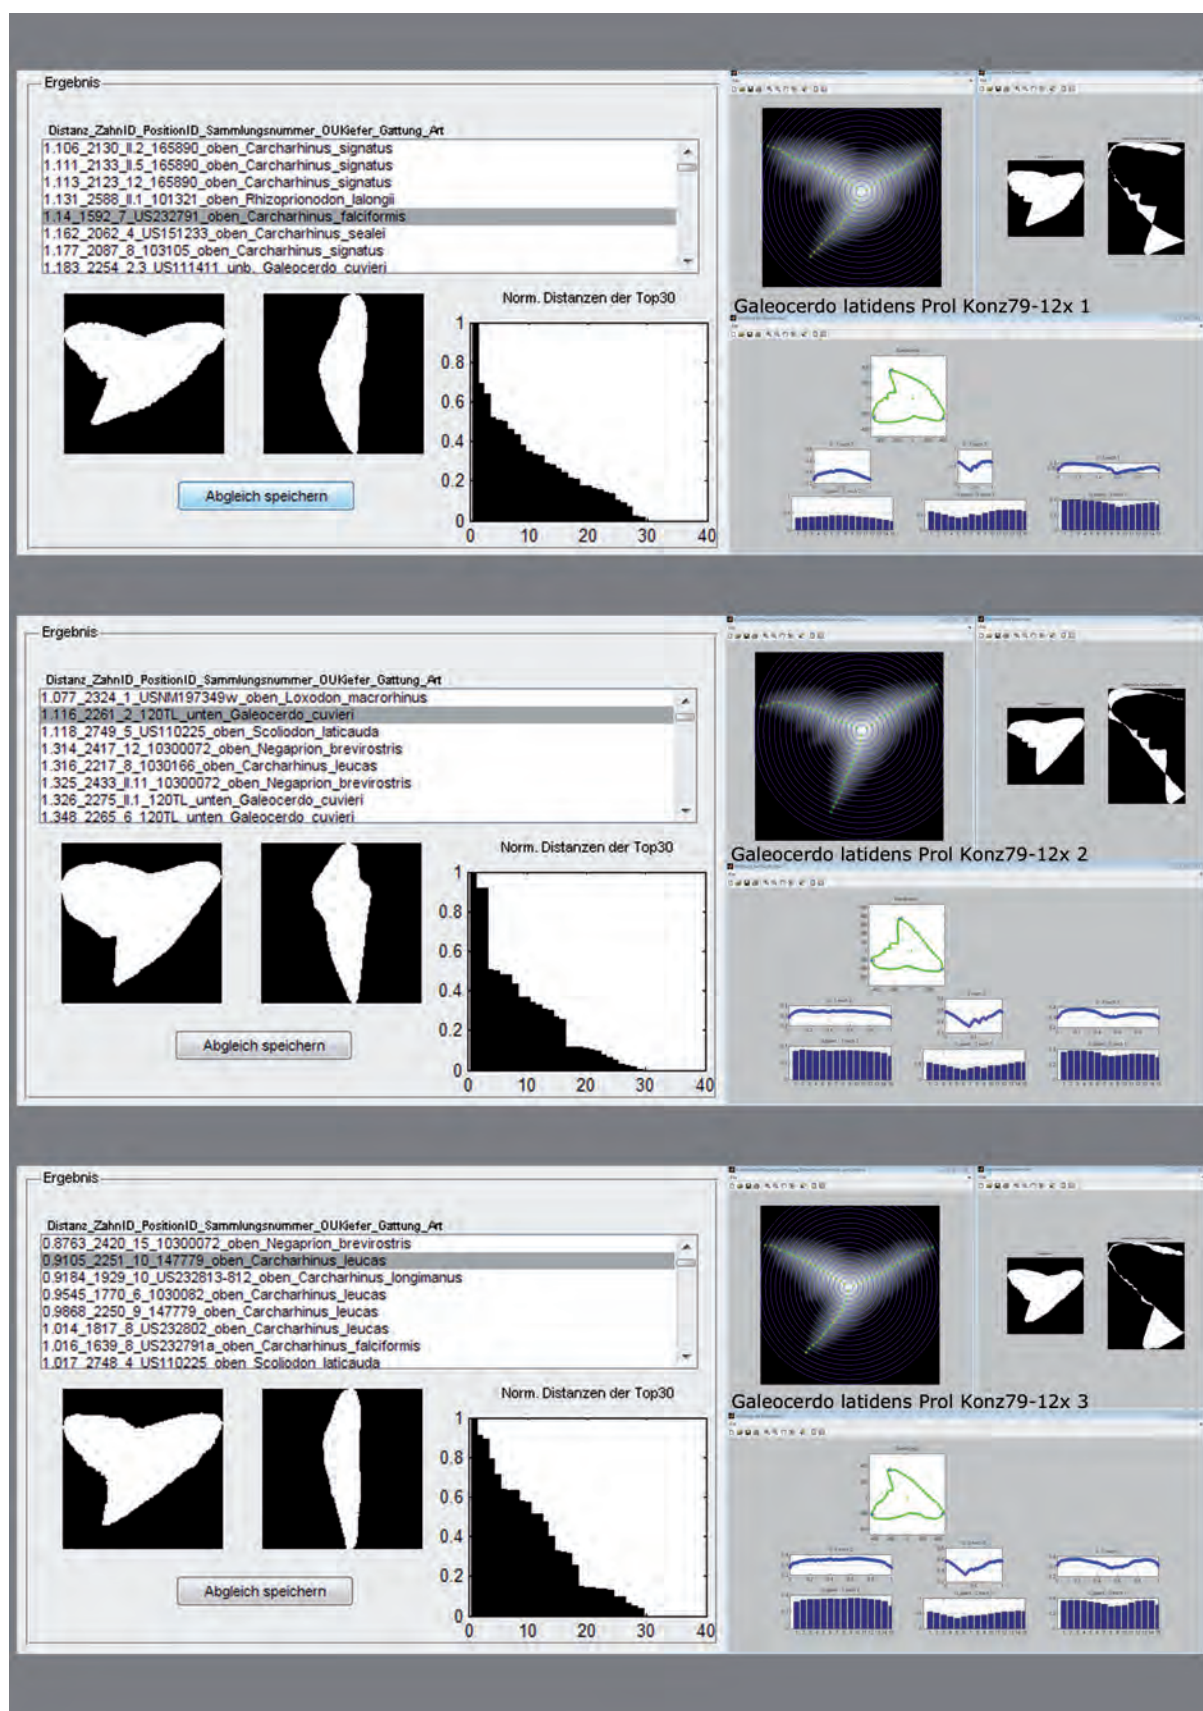 Ergebnis
Distanz_ZahnID_PositionID_Sammlungsnummer_OUKiefer_Gattung_Art
1.106_2130_II.2_165890_oben_Carcharhinus_signatus
1.111_2133_II.5_165890_oben_Carcharhinus_signatus
1.113_2123_12_165890_oben_Carcharhinus_signatus
1.131_2588_II.1_101321_oben_Rhizoprionodon_lalongii
1.14_1592_7_US232791_oben_Carcharhinus_falciformis
1.162_2062_4_US151233_oben_Carcharhinus_sealei
1.177_2087_8_103105_oben_Carcharhinus_signatus
1.183_2254_2.3_US111411_unb._Galeocerdo_cuvieri
Norm. Distanzen der Top30
1
0.8
0.6
0.4
0.2
0
0 10 20 30 40
Abgleich speichern
Galeocerdo latidens Prol Konz79-12x 1
Ergebnis
Distanz_ZahnID_PositionID_Sammlungsnummer_OUKiefer_Gattung_Art
1.077_2324_1_USNM197349w_oben_Loxodon_macrorhinus
1.116_2261_2_120TL_unten_Galeocerdo_cuvieri
1.118_2749_5_US110225_oben_Scoliodon_laticauda
1.314_2417_12_10300072_oben_Negaprion_brevirostris
1.316_2217_8_1030166_oben_Carcharhinus_leucas
1.325_2433_II.11_10300072_oben_Negaprion_brevirostris
1.326_2275_II.1_120TL_unten_Galeocerdo_cuvieri
1.348_2265_6_120TL_unten_Galeocerdo_cuvieri
Norm. Distanzen der Top30
1
0.8
0.6
0.4
0.2
0
0 10 20 30 40
Abgleich speichern
Galeocerdo latidens Prol Konz79-12x 2
Ergebnis
Distanz_ZahnID_PositionID_Sammlungsnummer_OUKiefer_Gattung_Art
0.8763_2420_15_10300072_oben_Negaprion_brevirostris
0.9105_2251_10_147779_oben_Carcharhinus_leucas
0.9184_1929_10_US232813-812_oben_Carcharhinus_longimanus
0.9545_1770_6_1030082_oben_Carcharhinus_leucas
0.9868_2250_9_147779_oben_Carcharhinus_leucas
1.014_1817_8_US232802_oben_Carcharhinus_leucas
1.016_1639_8_US232791a_oben_Carcharhinus_falciformis
1.017_2748_4_US110225_oben_Scoliodon_laticauda
Norm. Distanzen der Top30
1
0.8
0.6
0.4
0.2
0
0 10 20 30 40
Abgleich speichern
Galeocerdo latidens Prol Konz79-12x 3